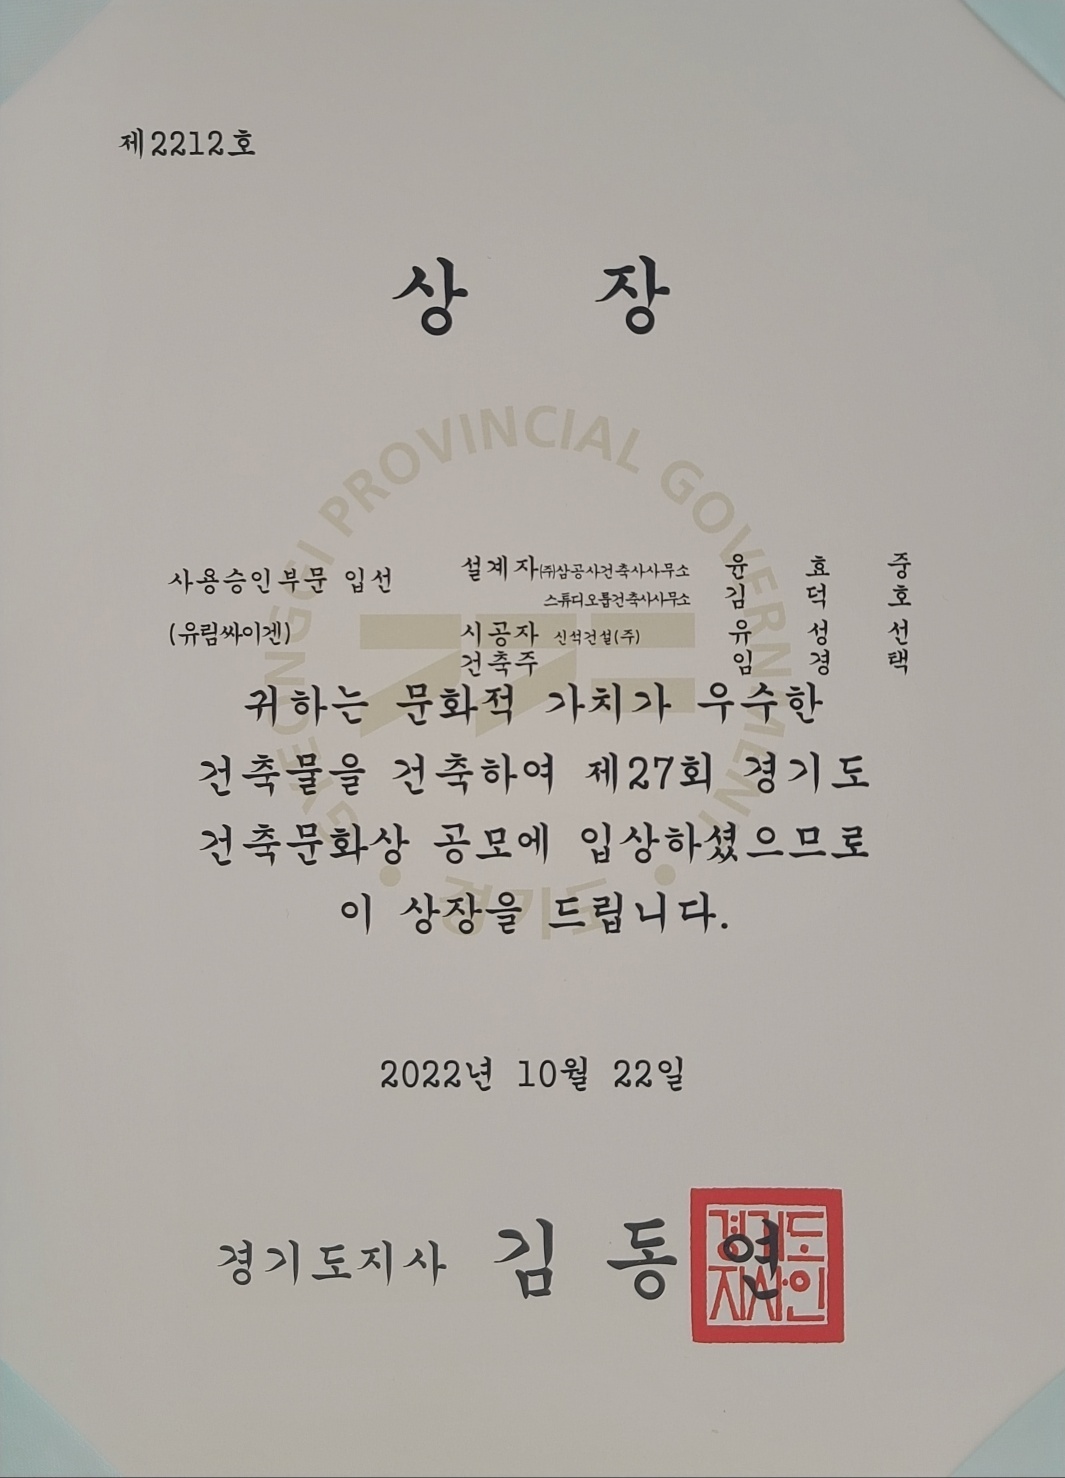 제2212호
상 장
GYEONGGI PROVINCIAL GOVERNMENT
사용승인부문 입선
(유림싸이겐)
설계자 (주)삼공사건축사사무소 윤 효 중
스튜디오톱건축사사무소 김 덕 호
시공자 신석건설(주) 유 성 선
건축주 임 경 택
귀하는 문화적 가치가 우수한
건축물을 건축하여 제27회 경기도
건축문화상 공모에 입상하셨으므로
이 상장을 드립니다.
경기도
2022년 10월 22일
경기도지사 김 동 연
경기도
지사인